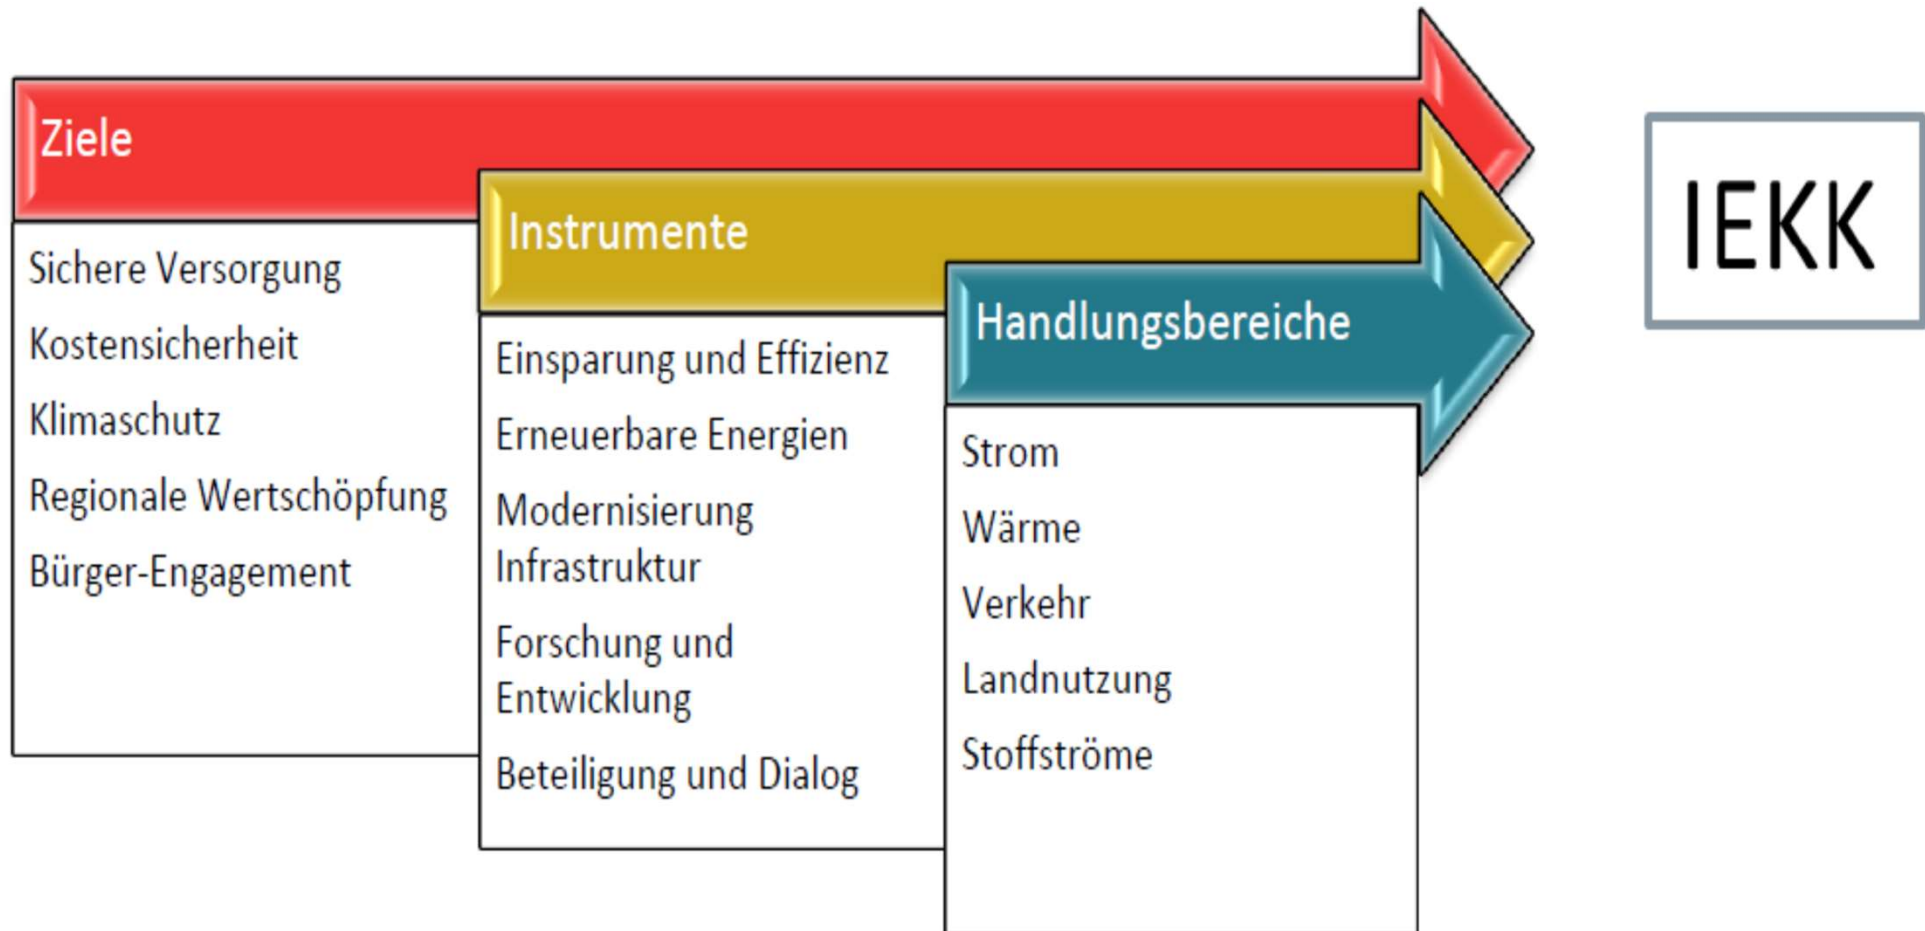 Ziele
Sichere Versorgung
Kostensicherheit
Klimaschutz
Regionale Wertschöpfung
Bürger-Engagement
Instrumente
Einsparung und Effizienz
Erneuerbare Energien
Modernisierung
Infrastruktur
Forschung und
Entwicklung
Beteiligung und Dialog
Handlungsbereiche
Strom
Wärme
Verkehr
Landnutzung
Stoffströme
IEKK